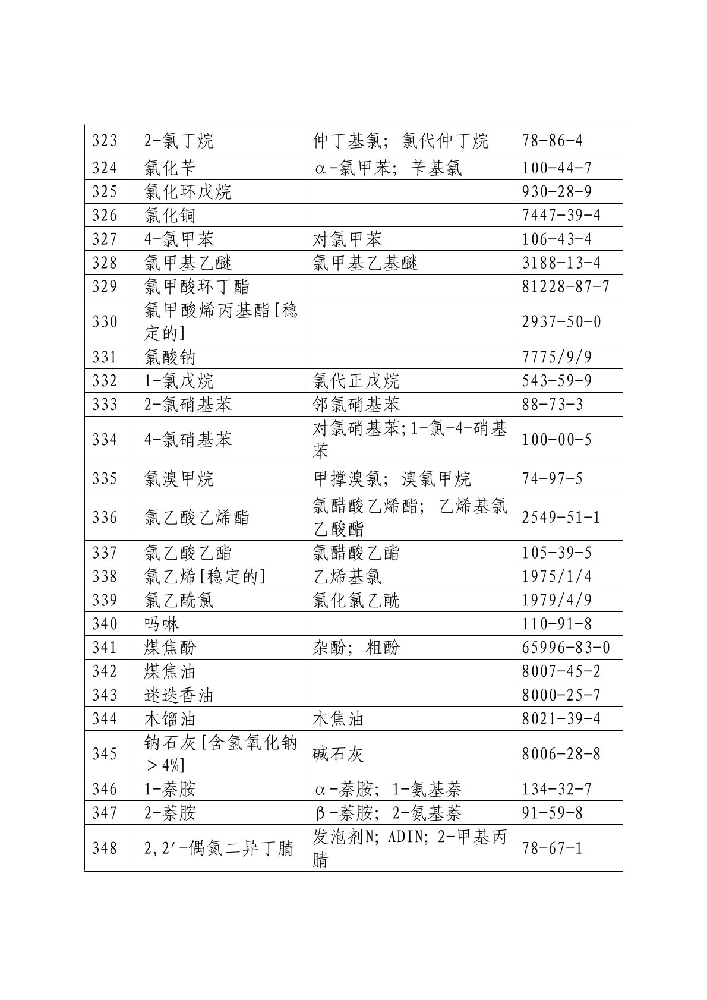 323 2-氯丁烷 仲丁基氯；氯代仲丁烷 78-86-4
324 氯化苄 α-氯甲苯；苄基氯 100-44-7
325 氯化环戊烷 930-28-9
326 氯化铜 7447-39-4
327 4-氯甲苯 对氯甲苯 106-43-4
328 氯甲基乙醚 氯甲基乙基醚 3188-13-4
329 氯甲酸环丁酯 81228-87-7
330 氯甲酸烯丙基酯[稳
定的] 2937-50-0
331 氯酸钠 7775/9/9
332 1-氯戊烷 氯代正戊烷 543-59-9
333 2-氯硝基苯 邻氯硝基苯 88-73-3
334 4-氯硝基苯 对氯硝基苯;1-氯-4-硝基
苯 100-00-5
335 氯溴甲烷 甲撑溴氯；溴氯甲烷 74-97-5
336 氯乙酸乙烯酯 氯醋酸乙烯酯；乙烯基氯
乙酸酯 2549-51-1
337 氯乙酸乙酯 氯醋酸乙酯 105-39-5
338 氯乙烯[稳定的] 乙烯基氯 1975/1/4
339 氯乙酰氯 氯化氯乙酰 1979/4/9
340 吗啉 110-91-8
341 煤焦酚 杂酚；粗酚 65996-83-0
342 煤焦油 8007-45-2
343 迷迭香油 8000-25-7
344 木馏油 木焦油 8021-39-4
345 钠石灰[含氢氧化钠
＞4%] 碱石灰 8006-28-8
346 1-萘胺 α-萘胺；1-氨基萘 134-32-7
347 2-萘胺 β-萘胺；2-氨基萘 91-59-8
348 2,2′-偶氮二异丁腈 发泡剂N；ADIN；2-甲基丙
腈 78-67-1